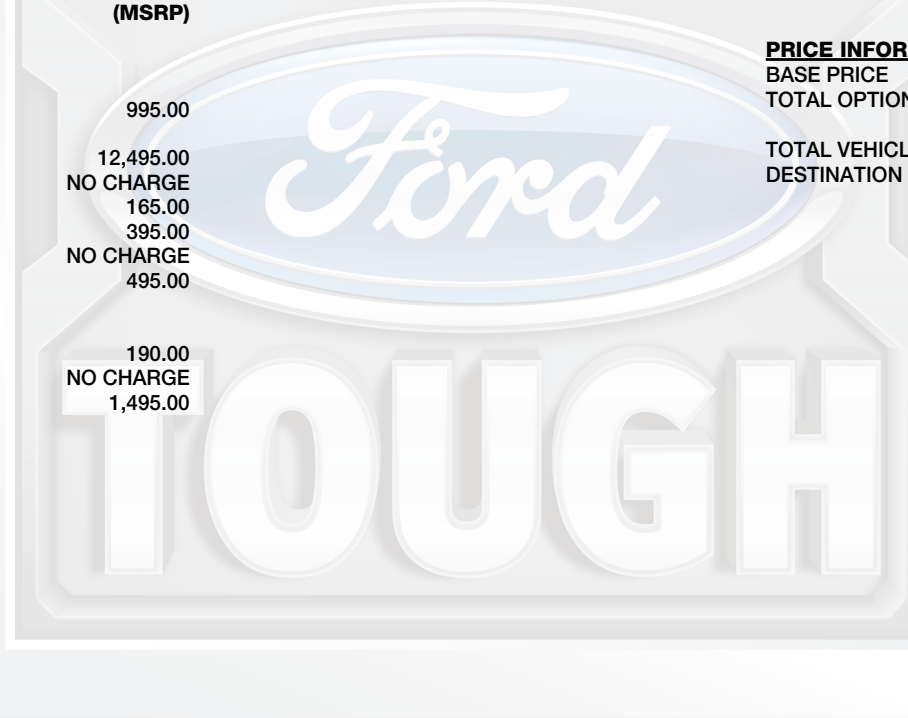 (MSRP)
995.00
12,495.00
NO CHARGE
165.00
395.00
NO CHARGE
495.00
190.00
NO CHARGE
1,495.00
PRICE INFOR
BASE PRICE
TOTAL OPTION
TOTAL VEHICL
DESTINATION
Ford
TOUGH